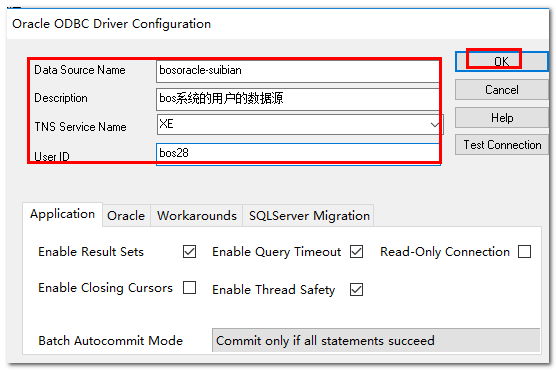 Oracle ODBC Driver Configuration
Data Source Name bosoracle-suibian OK
Description bos系统的用户的数据源 Cancel
TNS Service Name XE Help
User ID bos28 Test Connection
Application Oracle Workarounds SQLServer Migration
Enable Result Sets Enable Query Timeout Read-Only Connection
Enable Closing Cursors Enable Thread Safety
Batch Autocommit Mode Commit only if all statements succeed